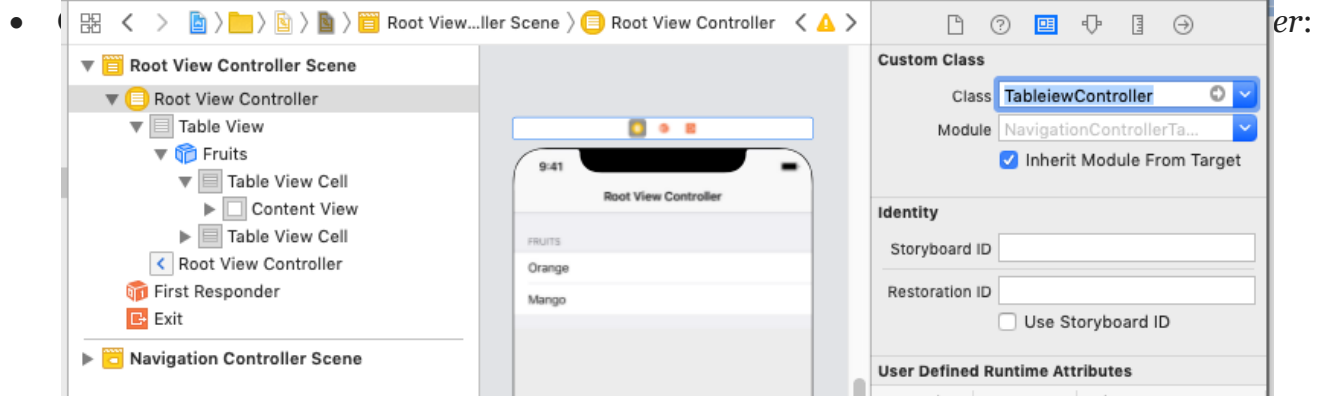 Root View...ller Scene Root View Controller
er:
Root View Controller Scene
Root View Controller
Table View
Fruits
Table View Cell
Content View
Table View Cell
Root View Controller
First Responder
Exit
Navigation Controller Scene
9:41
Root View Controller
FRUITS
Orange
Mango
Custom Class
Class TableiewController
Module NavigationControllerTa...
Inherit Module From Target
Identity
Storyboard ID
Restoration ID
Use Storyboard ID
User Defined Runtime Attributes